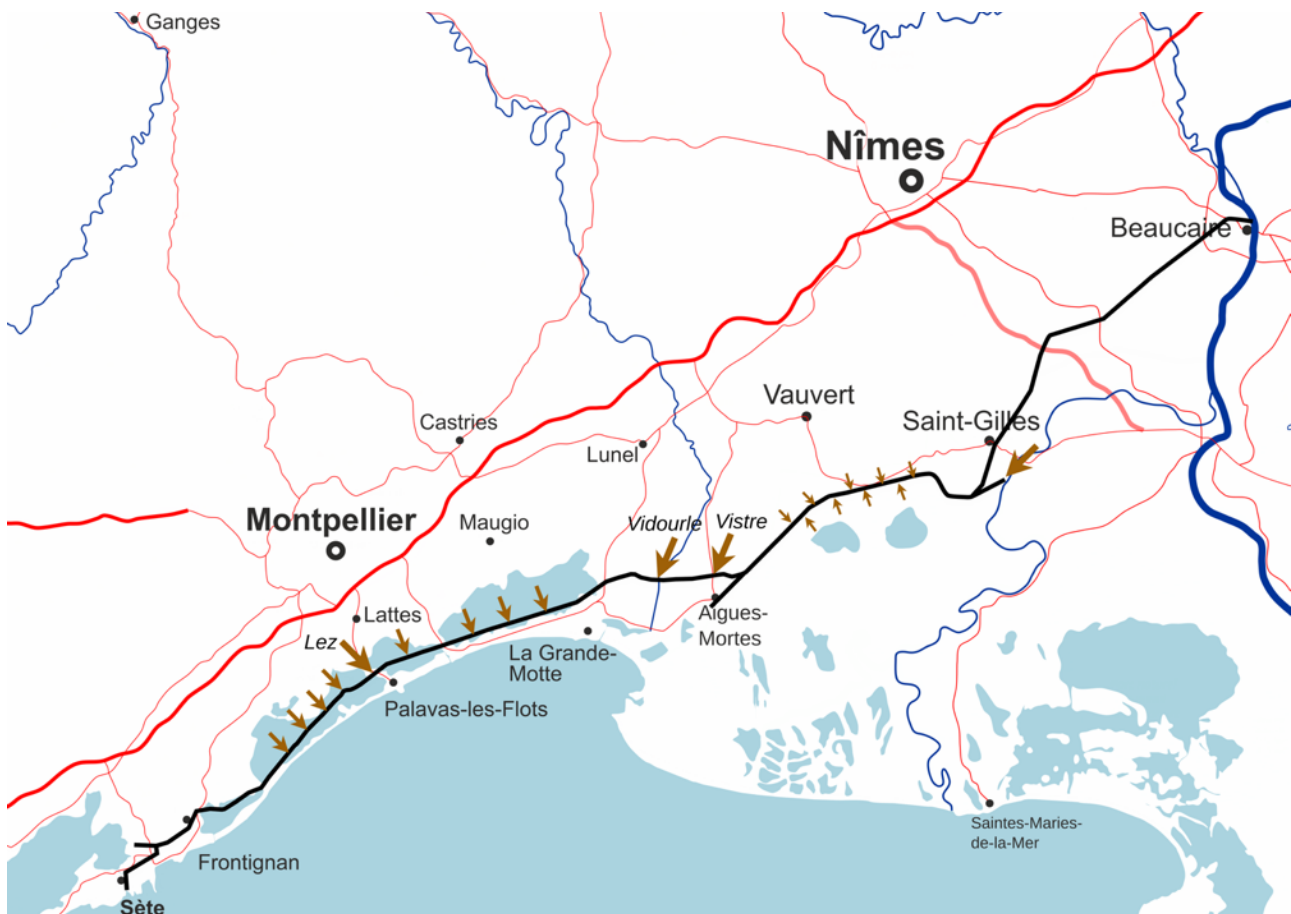 Ganges
Nîmes
Beaucaire
Vauvert
Saint-Gilles
Castries
Lunel
Montpellier
Maugio
Vidourle
Vistre
Lattes
Lez
Aigues-
Mortes
La Grande-
Motte
Palavas-les-Flots
Saintes-Maries-
de-la-Mer
Frontignan
Sète